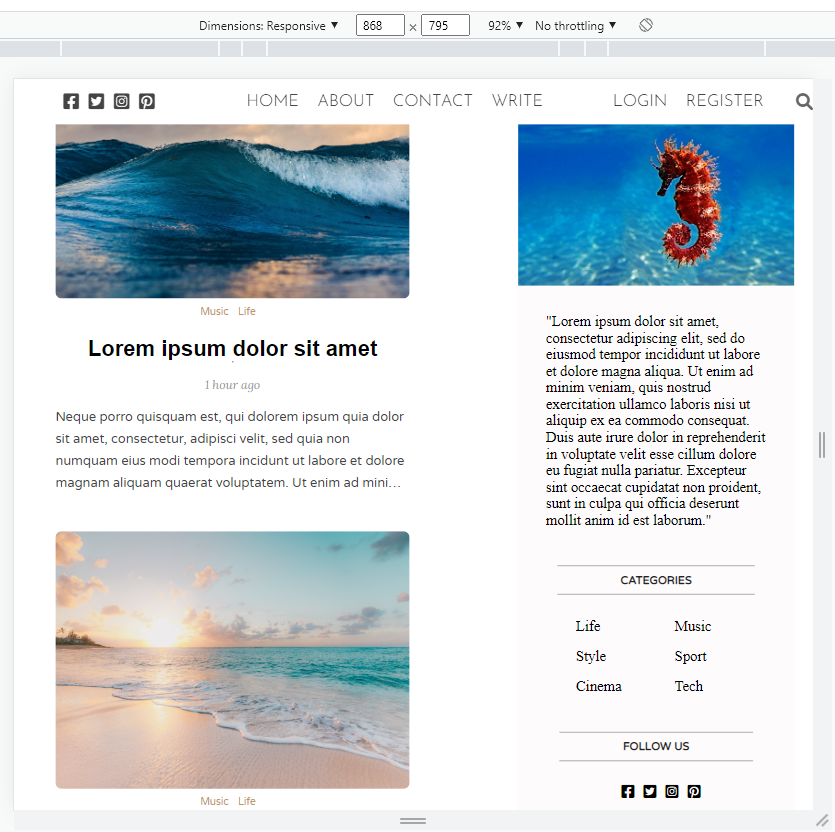 Dimensions: Responsive ▼ 868 × 795 92% ▼ No throttling ▼
HOME ABOUT CONTACT WRITE LOGIN REGISTER
Music Life
Lorem ipsum dolor sit amet
1 hour ago
Neque porro quisquam est, qui dolorem ipsum quia dolor
sit amet, consectetur, adipisci velit, sed quia non
numquam eius modi tempora incidunt ut labore et dolore
magnam aliquam quaerat voluptatem. Ut enim ad mini…
Music Life
"Lorem ipsum dolor sit amet,
consectetur adipiscing elit, sed do
eiusmod tempor incididunt ut labore
et dolore magna aliqua. Ut enim ad
minim veniam, quis nostrud
exercitation ullamco laboris nisi ut
aliquip ex ea commodo consequat.
Duis aute irure dolor in reprehenderit
in voluptate velit esse cillum dolore
eu fugiat nulla pariatur. Excepteur
sint occaecat cupidatat non proident,
sunt in culpa qui officia deserunt
mollit anim id est laborum."
CATEGORIES
Life Music
Style Sport
Cinema Tech
FOLLOW US